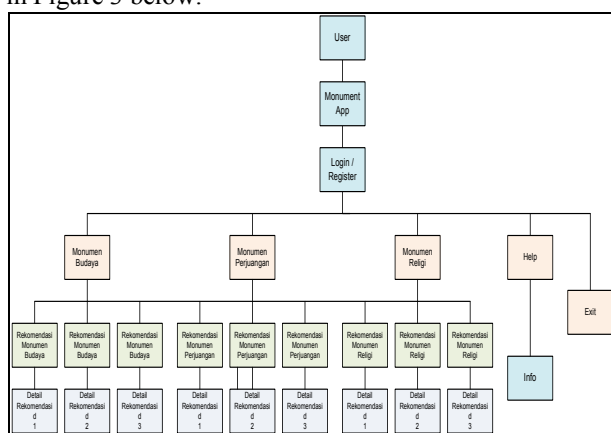 in Figure 3 below.
User
Monument
App
Login /
Register
Monumen
Budaya
Monumen
Perjuangan
Monumen
Religi
Help
Exit
Rekomendasi
Monumen
Budaya
Rekomendasi
Monumen
Budaya
Rekomendasi
Monumen
Budaya
Rekomendasi
Monumen
Perjuangan
Rekomendasi
Monumen
Perjuangan
Rekomendasi
Monumen
Perjuangan
Rekomendasi
Monumen
Religi
Rekomendasi
Monumen
Religi
Rekomendasi
Monumen
Religi
Info
Detail
Rekomendasi
d
1
Detail
Rekomendasi
d
2
Detail
Rekomendasi
d
3
Detail
Rekomendasi
d
1
Detail
Rekomendasi
d
2
Detail
Rekomendasi
d
3
Detail
Rekomendasi
d
1
Detail
Rekomendasi
d
2
Detail
Rekomendasi
d
3